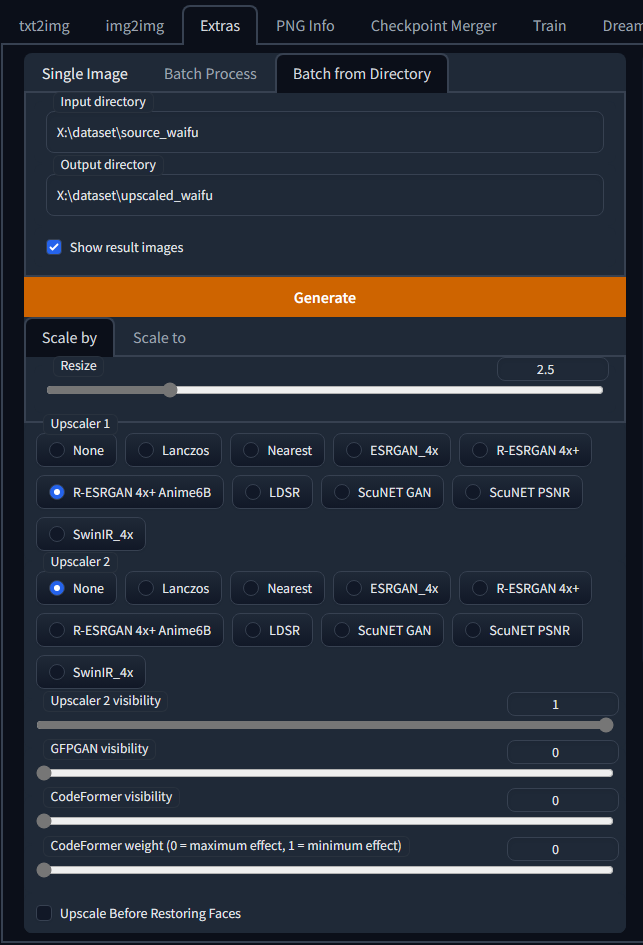 txt2img img2img Extras PNG Info Checkpoint Merger Train Dream
Single Image Batch Process Batch from Directory
Input directory
X:\dataset\source_waifu
Output directory
X:\dataset\upscaled_waifu
Show result images
Generate
Scale by Scale to
Resize 2.5
Upscaler 1
None Lanczos Nearest ESRGAN_4x R-ESRGAN 4x+
R-ESRGAN 4x+ Anime6B LDSR ScuNET GAN ScuNET PSNR
SwinIR_4x
Upscaler 2
None Lanczos Nearest ESRGAN_4x R-ESRGAN 4x+
R-ESRGAN 4x+ Anime6B LDSR ScuNET GAN ScuNET PSNR
SwinIR_4x
Upscaler 2 visibility 1
GFPGAN visibility 0
CodeFormer visibility 0
CodeFormer weight (0 = maximum effect, 1 = minimum effect) 0
Upscale Before Restoring Faces